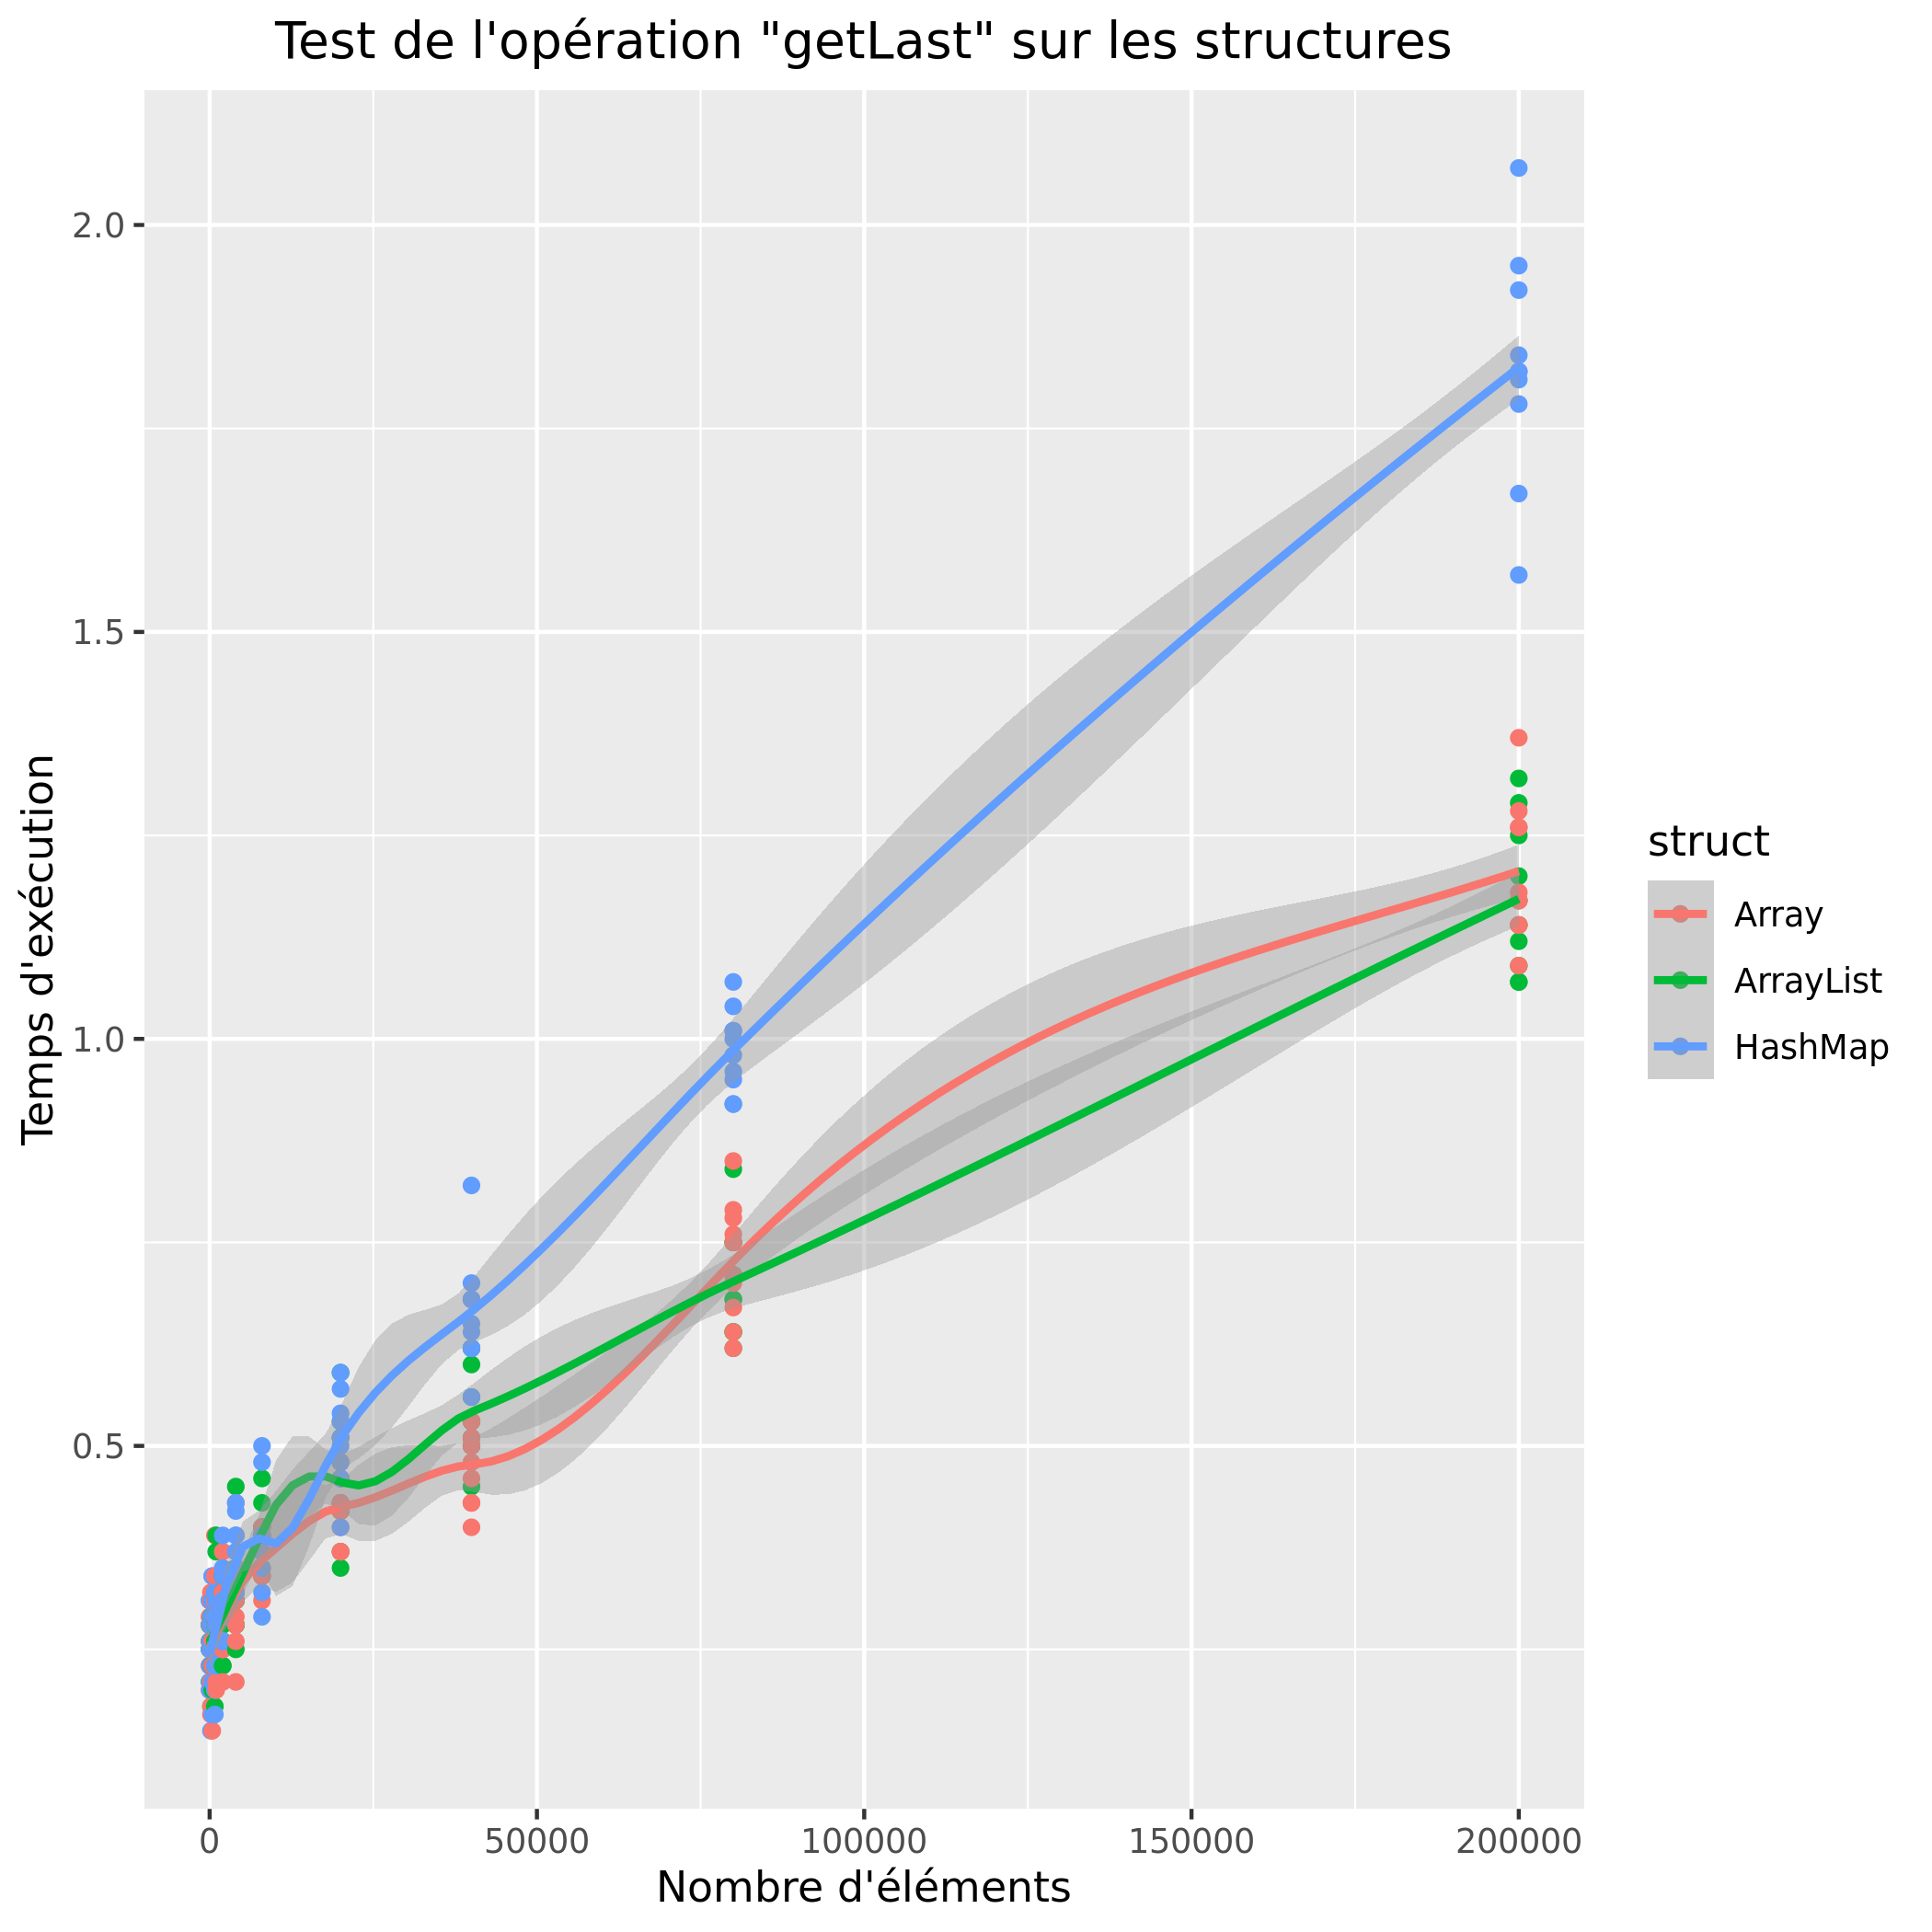 Test de l'opération "getLast" sur les structures
2.0
1.5
1.0
0.5
Temps d'exécution
0 50000 100000 150000 200000
Nombre d'éléments
struct
Array
ArrayList
HashMap